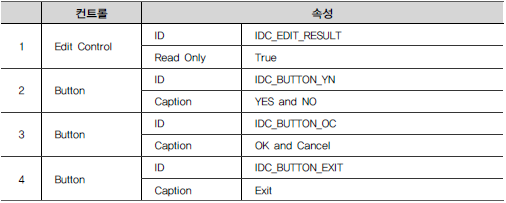 컨트롤 속성
1 Edit Control ID IDC_EDIT_RESULT
Read Only True
2 Button ID IDC_BUTTON_YN
Caption YES and NO
3 Button ID IDC_BUTTON_OC
Caption OK and Cancel
4 Button ID IDC_BUTTON_EXIT
Caption Exit